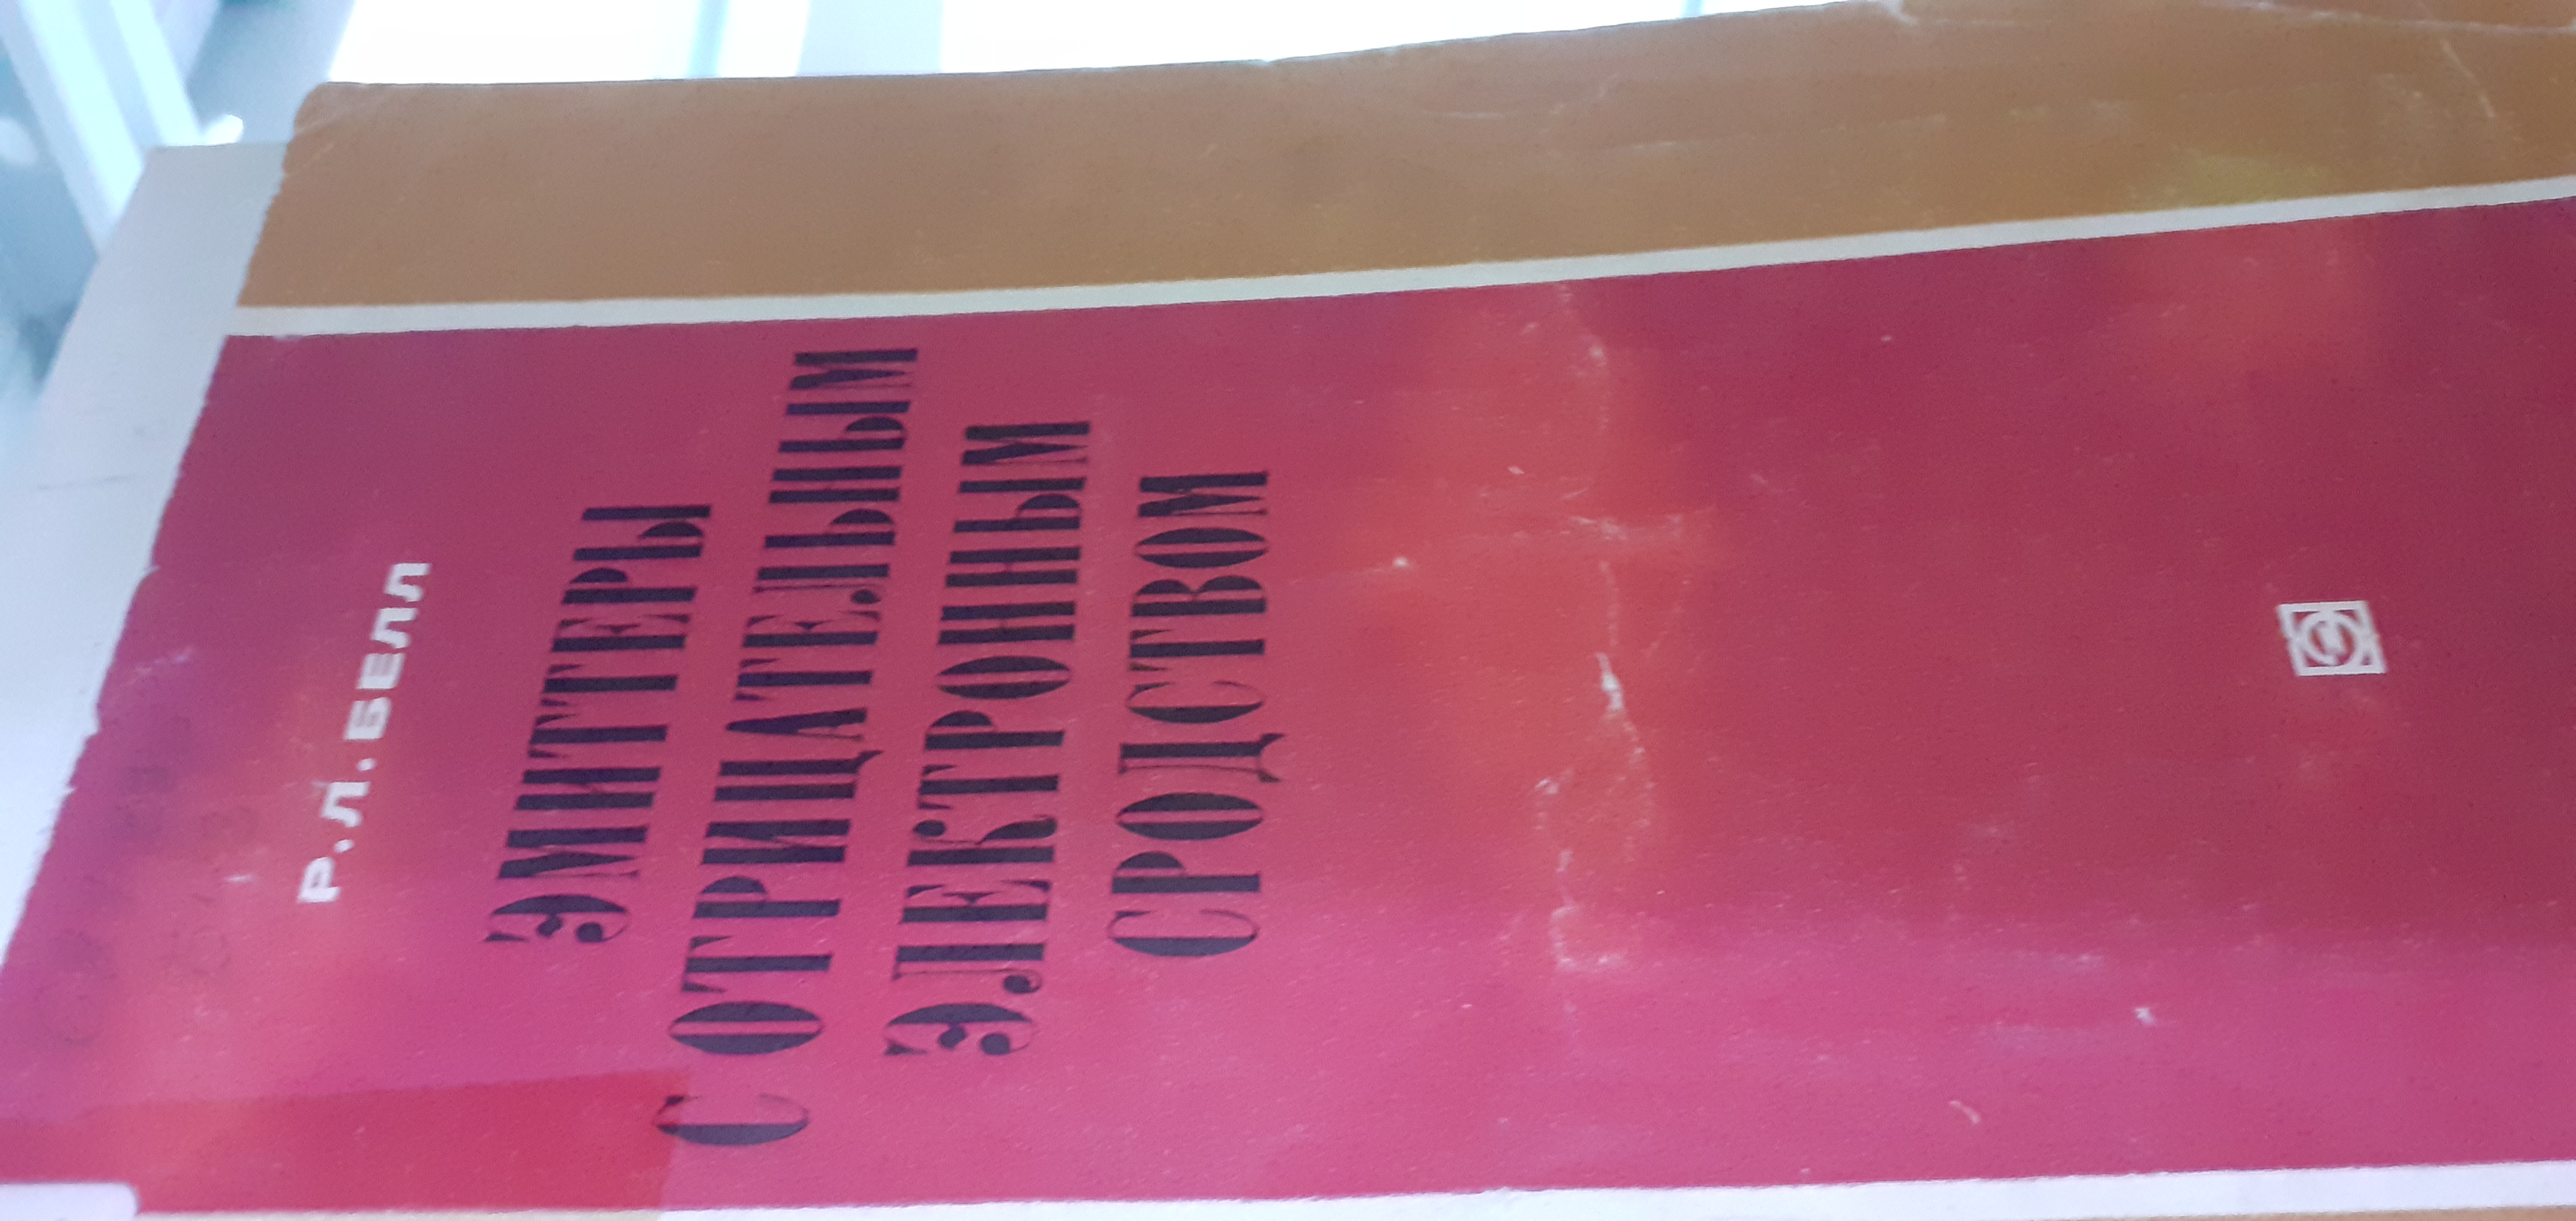 Р.Л. БЕЛЛ
ЭМИТТЕРЫ
С ОТРИЦАТЕЛЬНЫМ
ЭЛЕКТРОННЫМ
СРОДСТВОМ